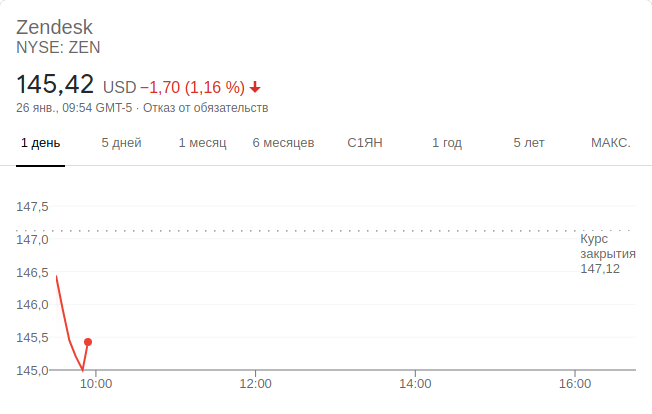 Zendesk
NYSE: ZEN
145,42 USD −1,70 (1,16 %)
26 янв., 09:54 GMT-5 · Отказ от обязательств
1 день 5 дней 1 месяц 6 месяцев С1ЯН 1 год 5 лет МАКС.
147,5
147,0
Курс
закрытия
147,12
146,5
146,0
145,5
145,0
10:00 12:00 14:00 16:00